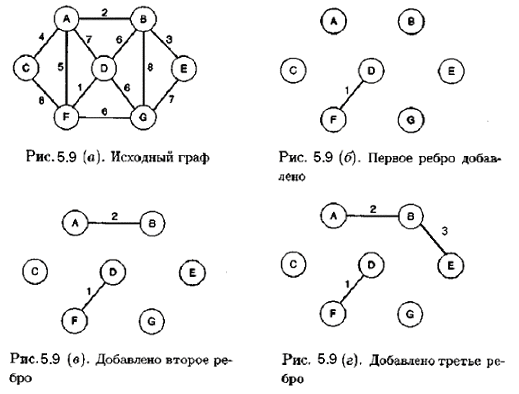 A 2 B
4 7 6 3
C 5 D 8 E
8 1 6 7
F 6 G
Рис. 5.9 (а). Исходный граф
A B
C D E
1
F G
Рис. 5.9 (б). Первое ребро добав-
лено
A 2 B
C D E
1
F G
Рис. 5.9 (в). Добавлено второе ре-
бро
A 2 B
3
C D E
1
F G
Рис. 5.9 (г). Добавлено третье ре-
бро